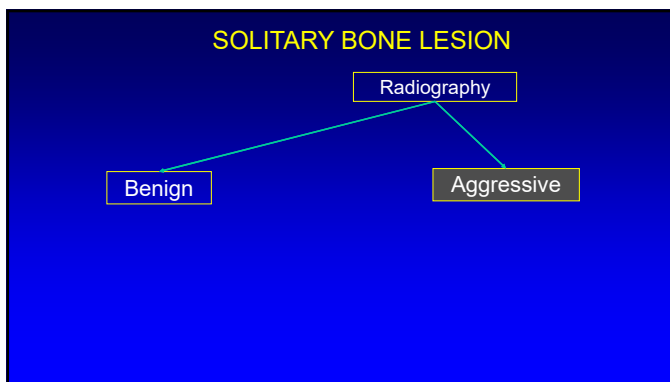 SOLITARY BONE LESION
Radiography
Benign
Aggressive